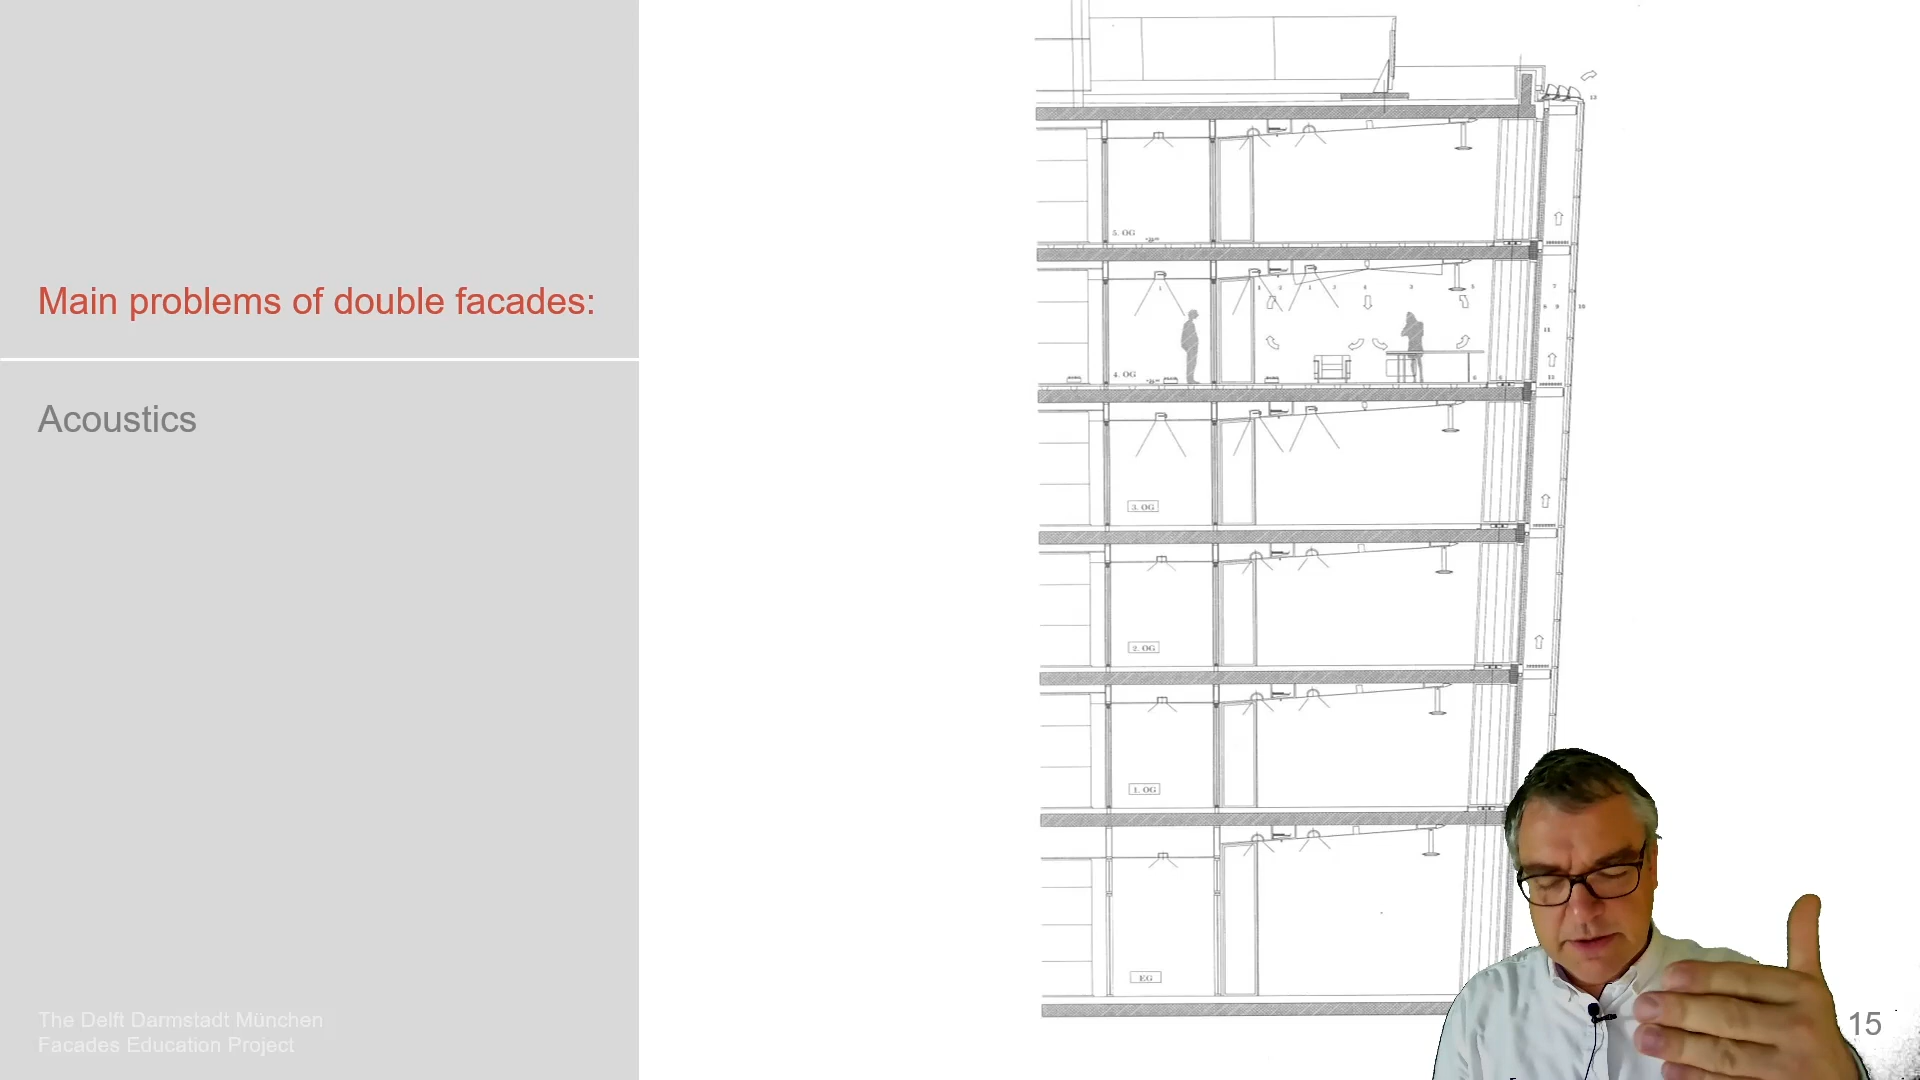 Main problems of double facades:
Acoustics
The Delft Darmstadt München
Facades Education Project
5. OG
4. OG
3. OG
2. OG
1. OG
EG
15